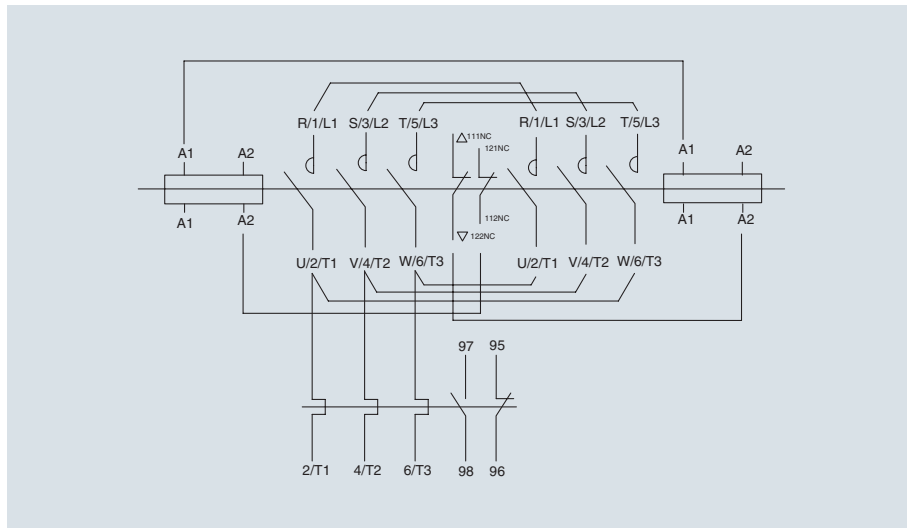 R/1/L1 S/3/L2 T/5/L3 R/1/L1 S/3/L2 T/5/L3
111NC
121NC
A1 A2 A1 A2
A1 A2 A1 A2
112NC
122NC
U/2/T1 V/4/T2 W/6/T3 U/2/T1 V/4/T2 W/6/T3
97 95
2/T1 4/T2 6/T3 98 96